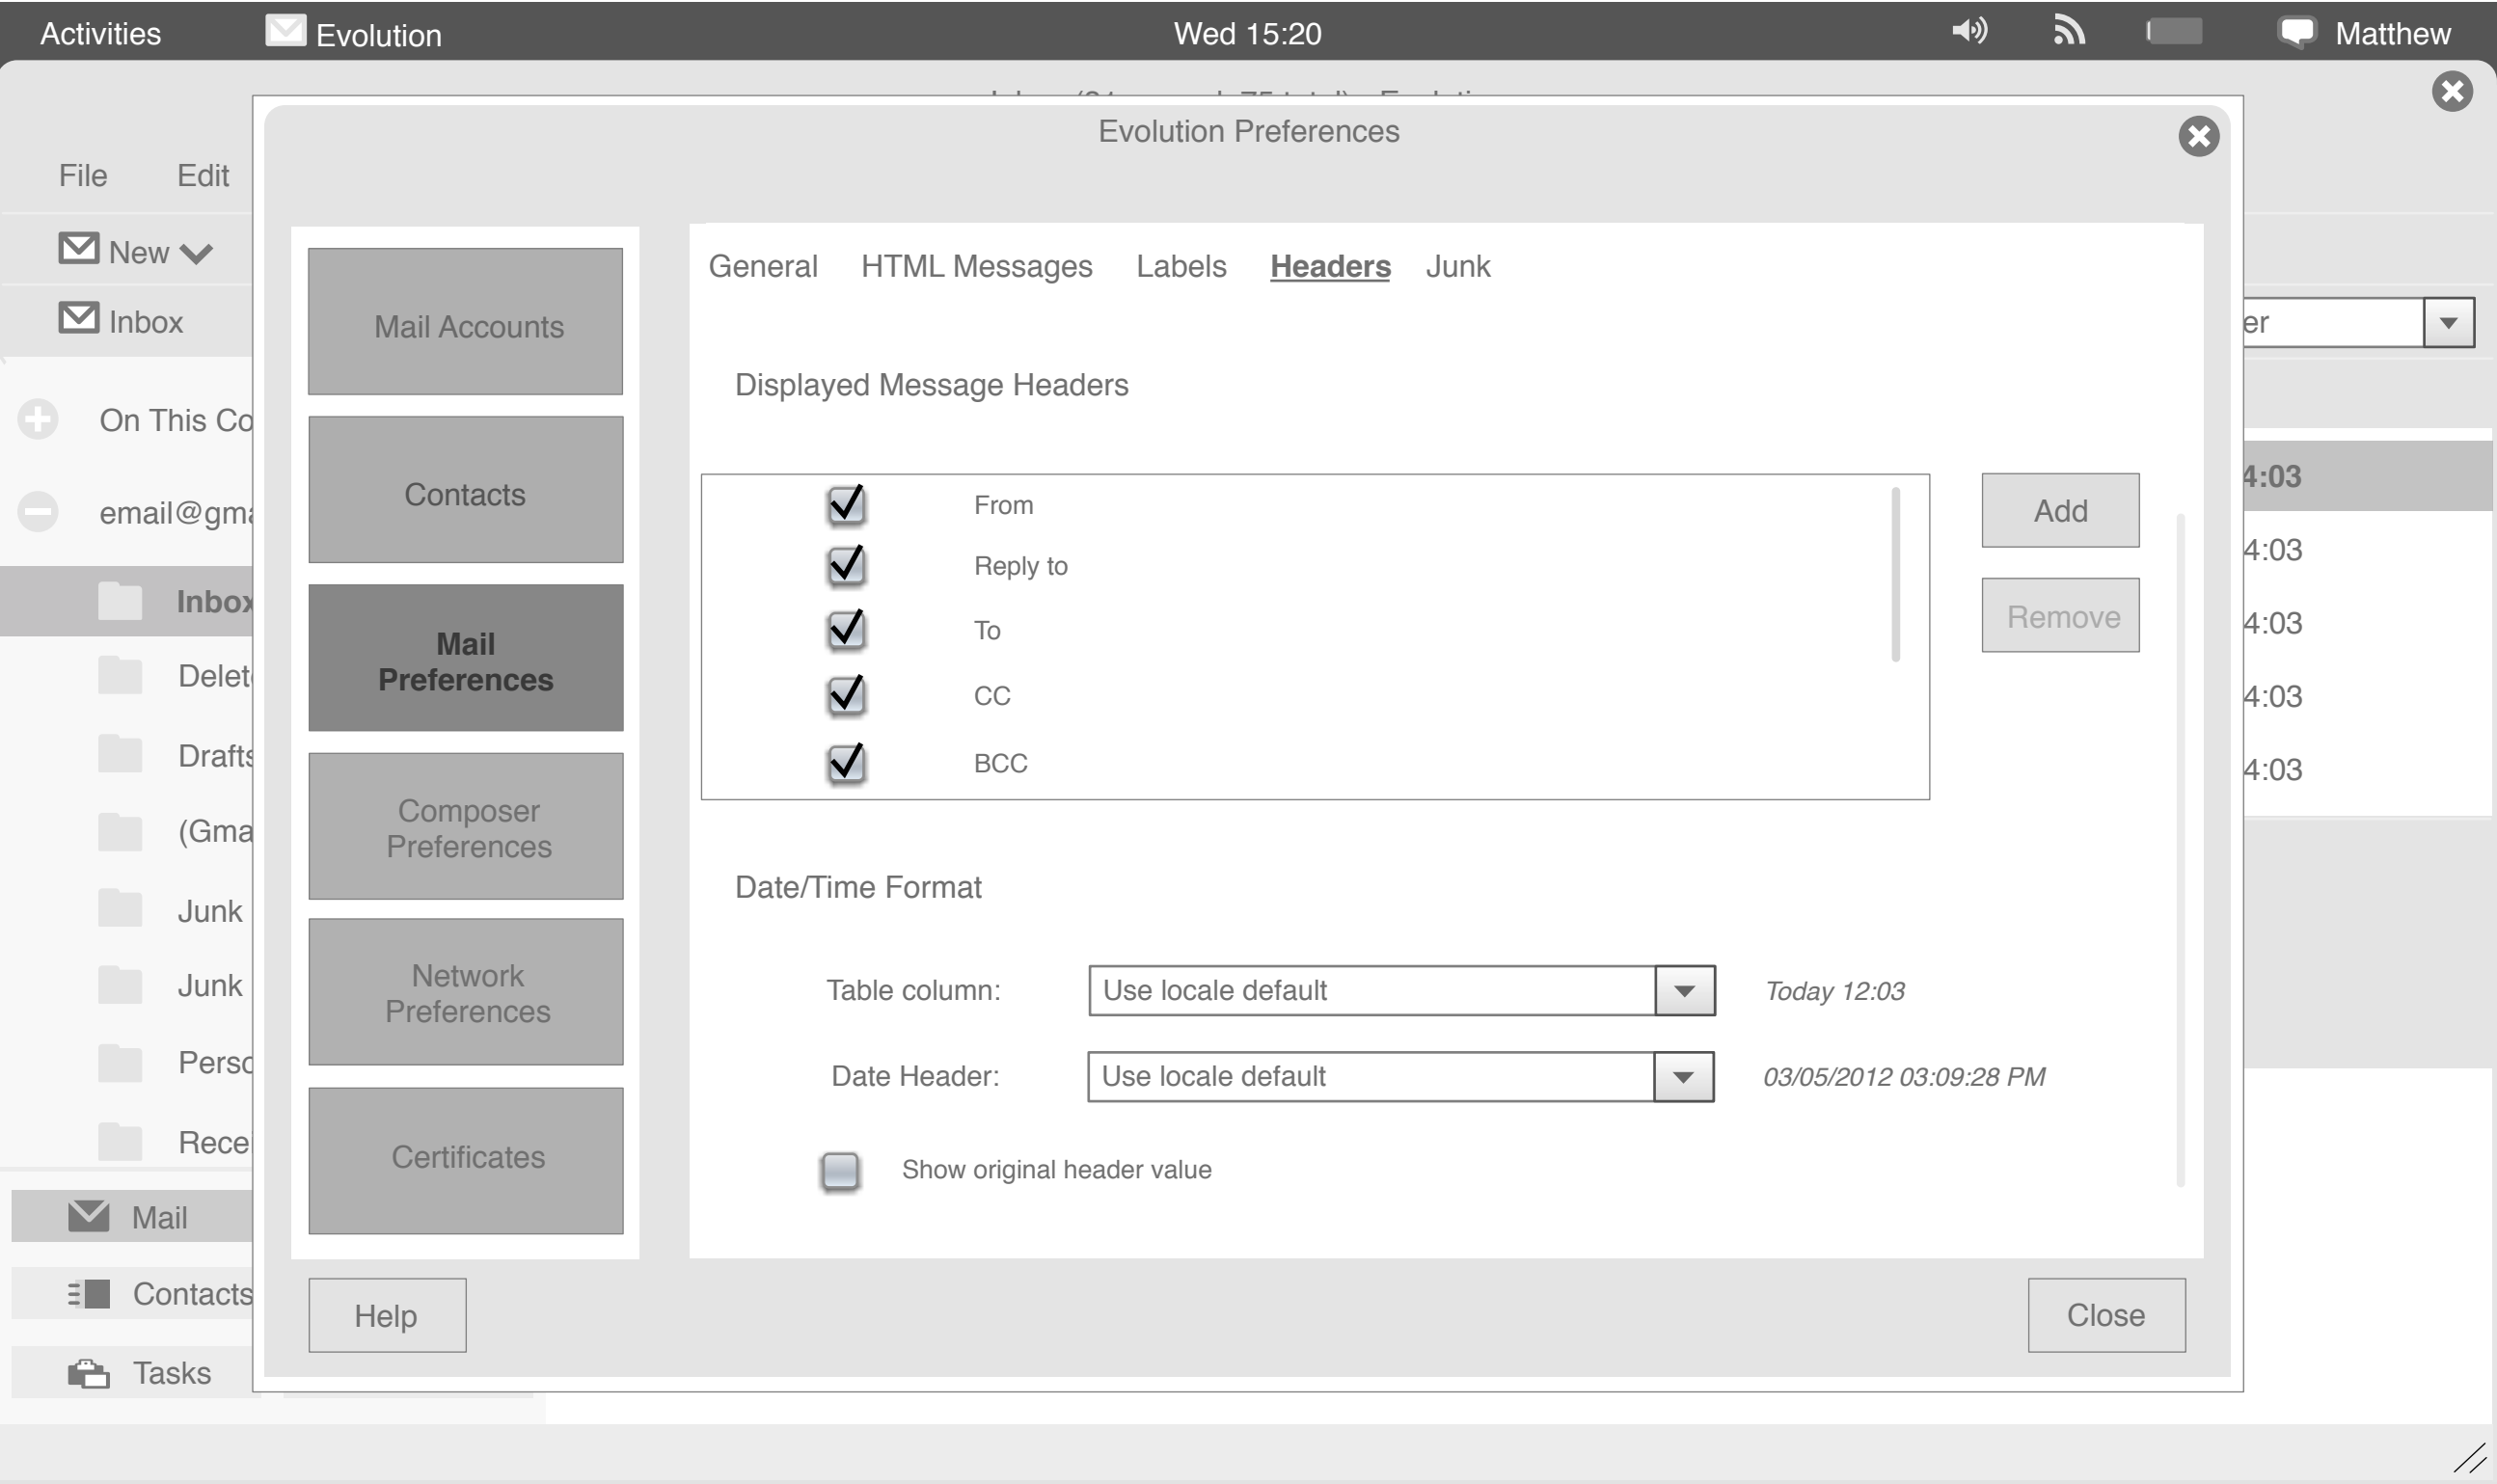 Activities
Evolution
Wed 15:20
Matthew
Evolution Preferences
File
Edit
New
Inbox
On This Co
email@gma
Inbox
Delet
Drafts
(Gma
Junk
Junk
Perso
Recei
Mail
Contacts
Tasks
Mail Accounts
Contacts
Mail
Preferences
Composer
Preferences
Network
Preferences
Certificates
Help
General
HTML Messages
Labels
Headers
Junk
Displayed Message Headers
From
Reply to
To
CC
BCC
Add
Remove
Date/Time Format
Table column:
Use locale default
Today 12:03
Date Header:
Use locale default
03/05/2012 03:09:28 PM
Show original header value
Close
er
4:03
4:03
4:03
4:03
4:03